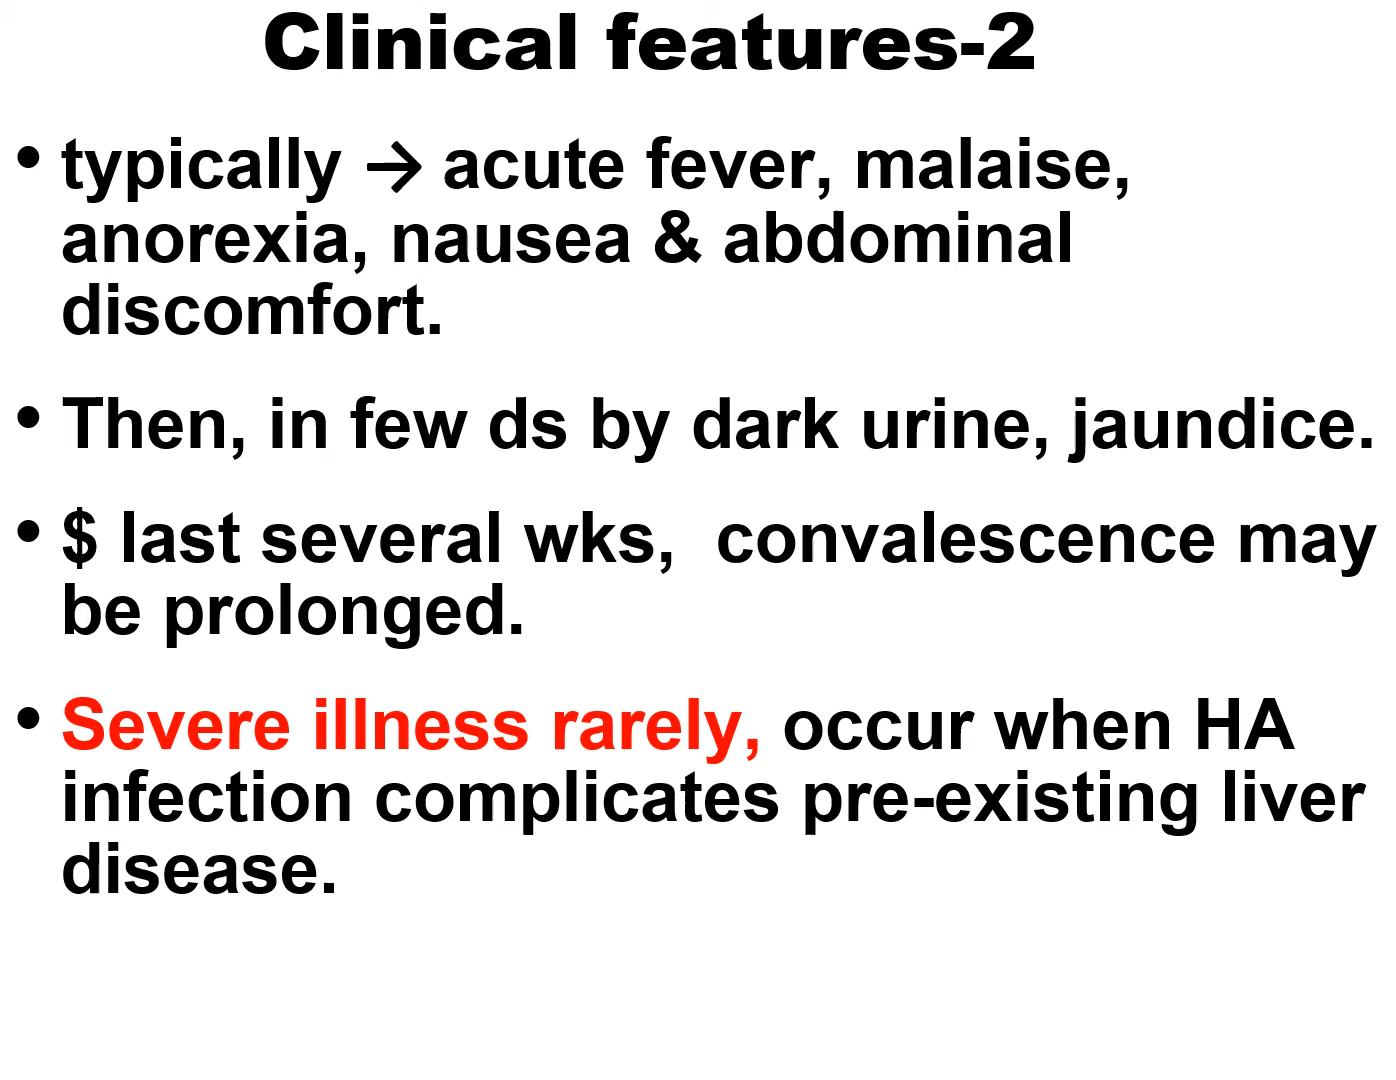 Clinical features-2
• typically → acute fever, malaise,
anorexia, nausea & abdominal
discomfort.
• Then, in few ds by dark urine, jaundice.
• $ last several wks,  convalescence may
be prolonged.
• Severe illness rarely, occur when HA
infection complicates pre-existing liver
disease.